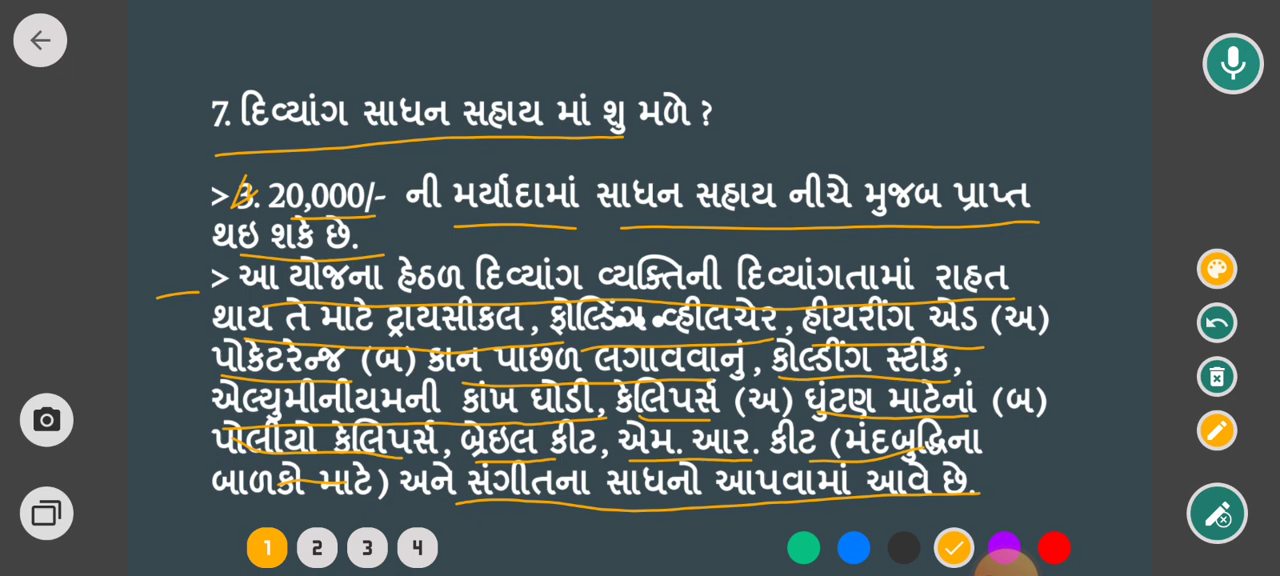 7. દિવ્યાંગ સાધન સહાય માં શુ મળે ?
> રૂ. 20,000/- ની મર્યાદામાં સાધન સહાય નીચે મુજબ પ્રાપ્ત
થઇ શકે છે.
> આ યોજના હેઠળ દિવ્યાંગ વ્યક્તિની દિવ્યાંગતામાં રાહત
થાય તે માટે ટ્રાયસીકલ , ફોલ્ડિંગ વ્હીલચેર , હીયરીંગ એડ (અ)
પોકેટરેન્જ (બ) કાન પાછળ લગાવવાનું , કોલ્ડીંગ સ્ટીક ,
એલ્યુમીનીયમની કાંખ ઘોડી, કેલિપર્સ (અ) ઘુંટણ માટેનાં (બ)
પોલીયો કેલિપર્સ, બ્રેઇલ કીટ, એમ. આર. કીટ (મંદબુદ્ધિના
બાળકો માટે) અને સંગીતના સાધનો આપવામાં આવે છે.
1 2 3 4